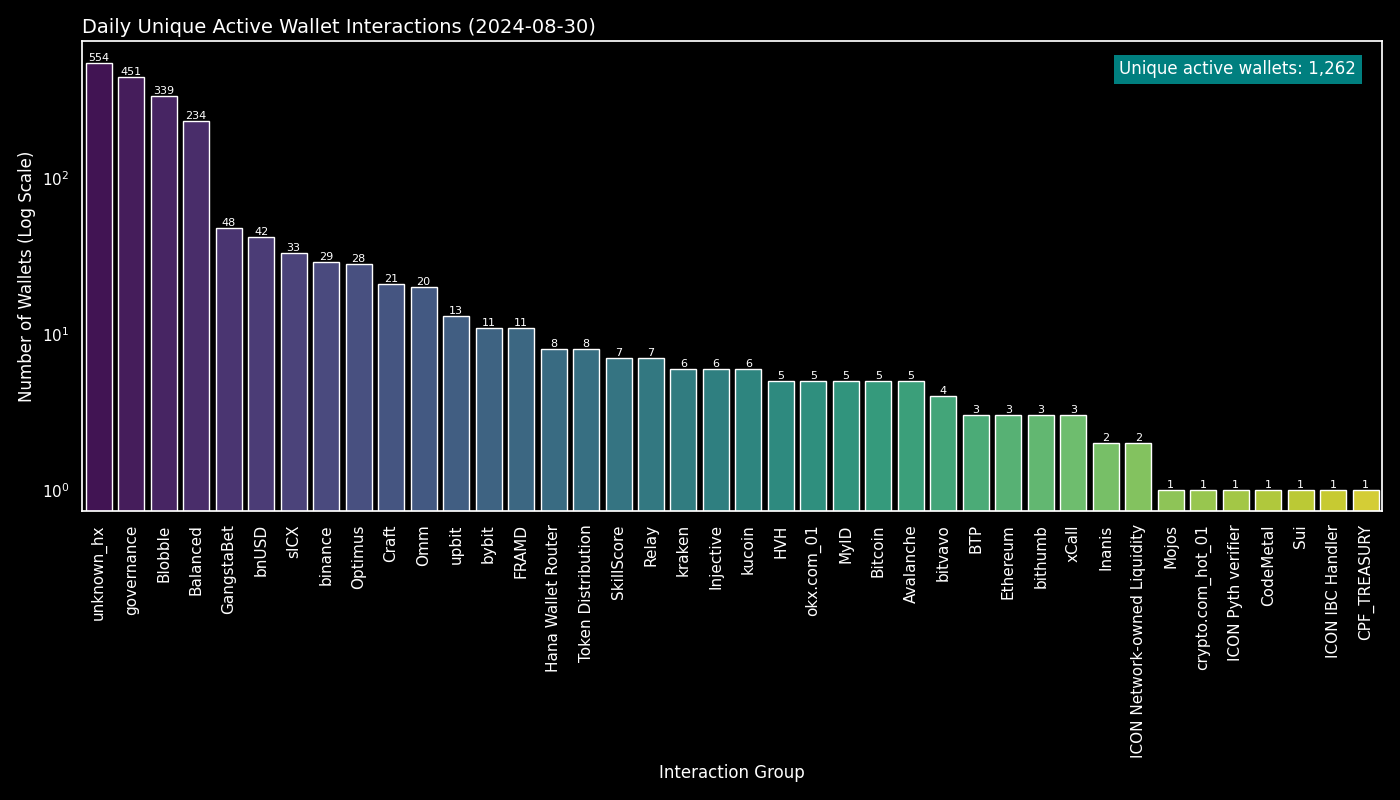 Daily Unique Active Wallet Interactions (2024-08-30)
Unique active wallets: 1,262
Number of Wallets (Log Scale)
10²
10¹
10⁰
554
451
339
234
48
42
33
29
28
21
20
13
11
11
8
8
7
7
6
6
6
5
5
5
5
5
4
3
3
3
3
2
2
1
1
1
1
1
1
1
unknown_hx
governance
Blobble
Balanced
GangstaBet
bnUSD
sICX
binance
Optimus
Craft
Omm
upbit
bybit
FRAMD
Hana Wallet Router
Token Distribution
SkillScore
Relay
kraken
Injective
kucoin
HVH
okx.com_01
MyID
Bitcoin
Avalanche
bitvavo
BTP
Ethereum
bithumb
xCall
Inanis
ICON Network-owned Liquidity
Mojos
crypto.com_hot_01
ICON Pyth verifier
CodeMetal
Sui
ICON IBC Handler
CPF_TREASURY
Interaction Group